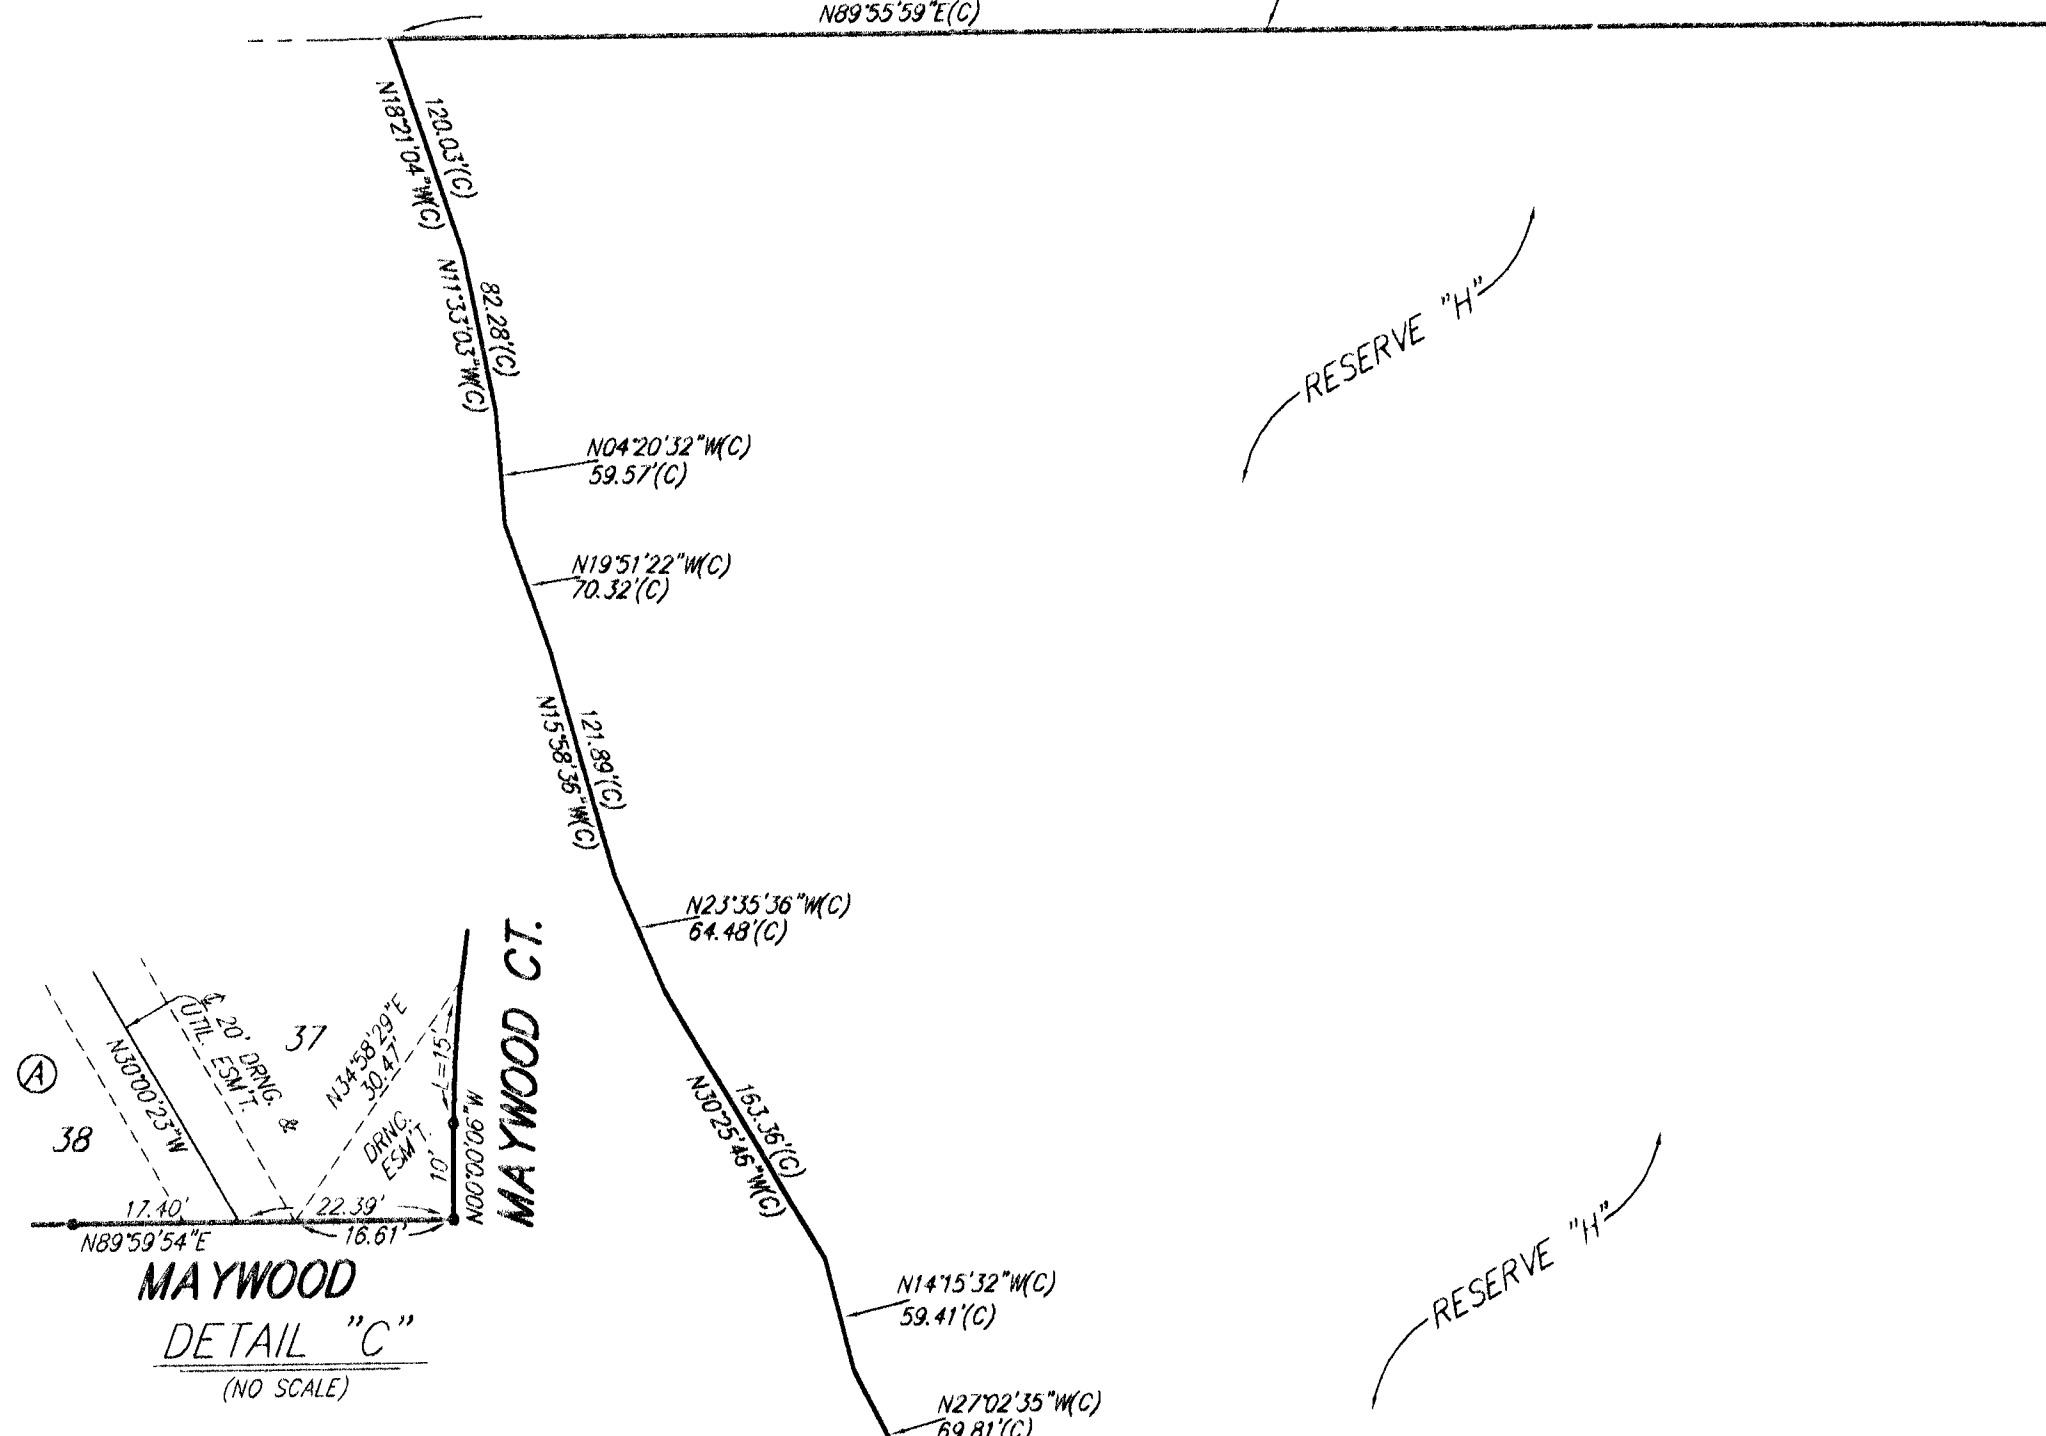 N89°55'59"E(C)
120.03'(C)
N18°21'04"W(C)
82.28'(C)
N11°33'03"W(C)
RESERVE "H"
N04°20'32"W(C)
59.57'(C)
N19°51'22"W(C)
70.32'(C)
121.89'(C)
N15°58'36"W(C)
N23°35'36"W(C)
64.48'(C)
163.36'(C)
N30°25'46"W(C)
N14°15'32"W(C)
59.41'(C)
N27°02'35"W(C)
69.81'(C)
RESERVE "H"
A
38
37
N30°00'23"W
℄ 20' DRNG. &
UTIL. ESM'T.
N34°58'29"E
30.47'
L=15'
DRNG.
ESM'T.
10'
N00°00'06"W
MAYWOOD CT.
17.40'
22.39'
16.61'
N89°59'54"E
MAYWOOD
DETAIL "C"
(NO SCALE)